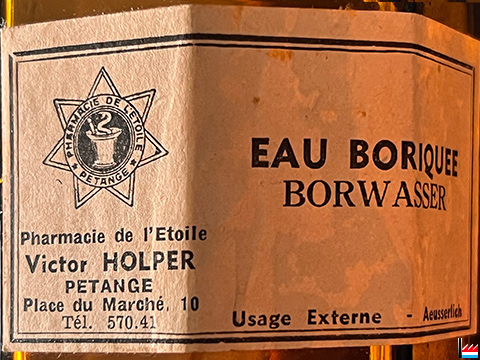 PHARMACIE DE L'ETOILE
PETANGE
Pharmacie de l'Etoile
Victor HOLPER
PETANGE
Place du Marché, 10
Tél. 570.41
EAU BORIQUEE
BORWASSER
Usage Externe - Aeusserlich